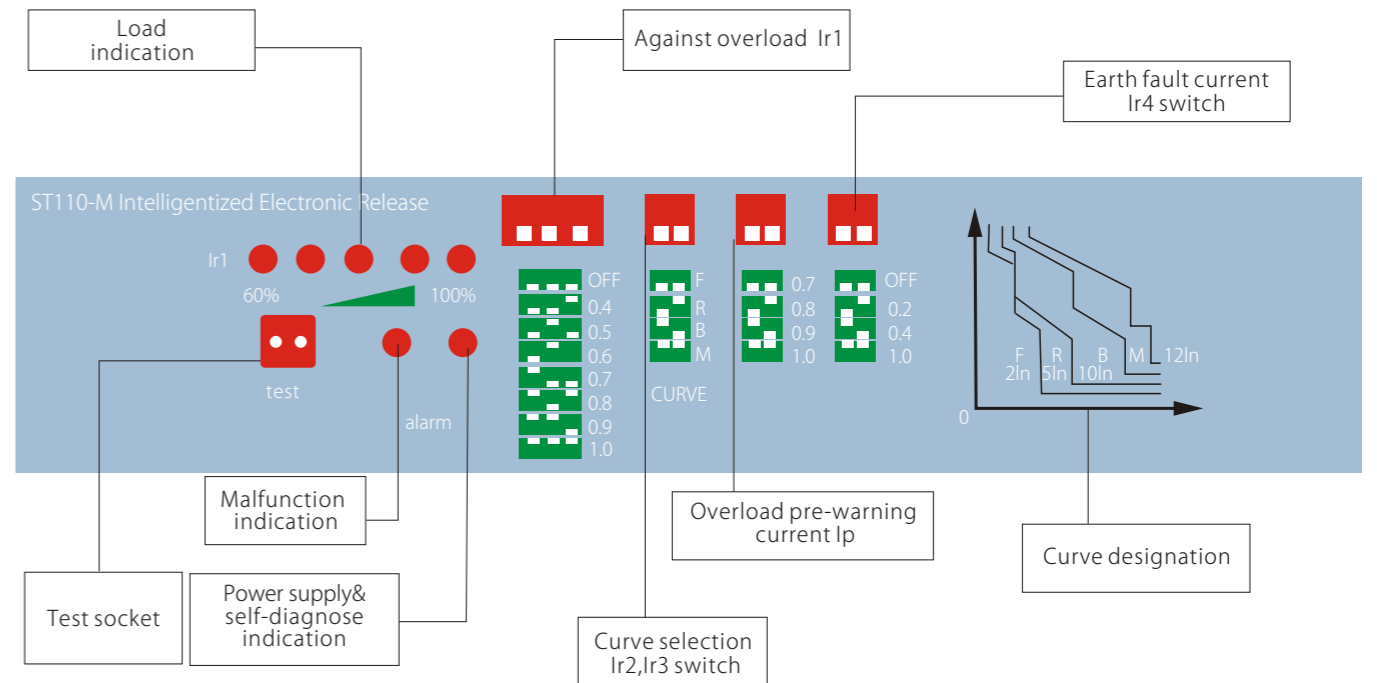 Load
indication
Against overload Ir1
Earth fault current
Ir4 switch
ST110-M Intelligentized Electronic Release
Ir1
60%
100%
test
alarm
OFF
0.4
0.5
0.6
0.7
0.8
0.9
1.0
F
R
B
M
CURVE
0.7
0.8
0.9
1.0
OFF
0.2
0.4
1.0
F R B M 12In
2In 5In 10In
0
Malfunction
indication
Overload pre-warning
current Ip
Curve designation
Test socket
Power supply&
self-diagnose
indication
Curve selection
Ir2,Ir3 switch